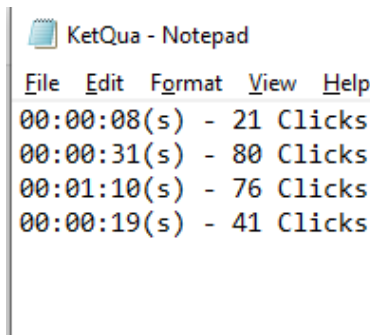 KetQua - Notepad
File Edit Format View Help
00:00:08(s) - 21 Clicks
00:00:31(s) - 80 Clicks
00:01:10(s) - 76 Clicks
00:00:19(s) - 41 Clicks